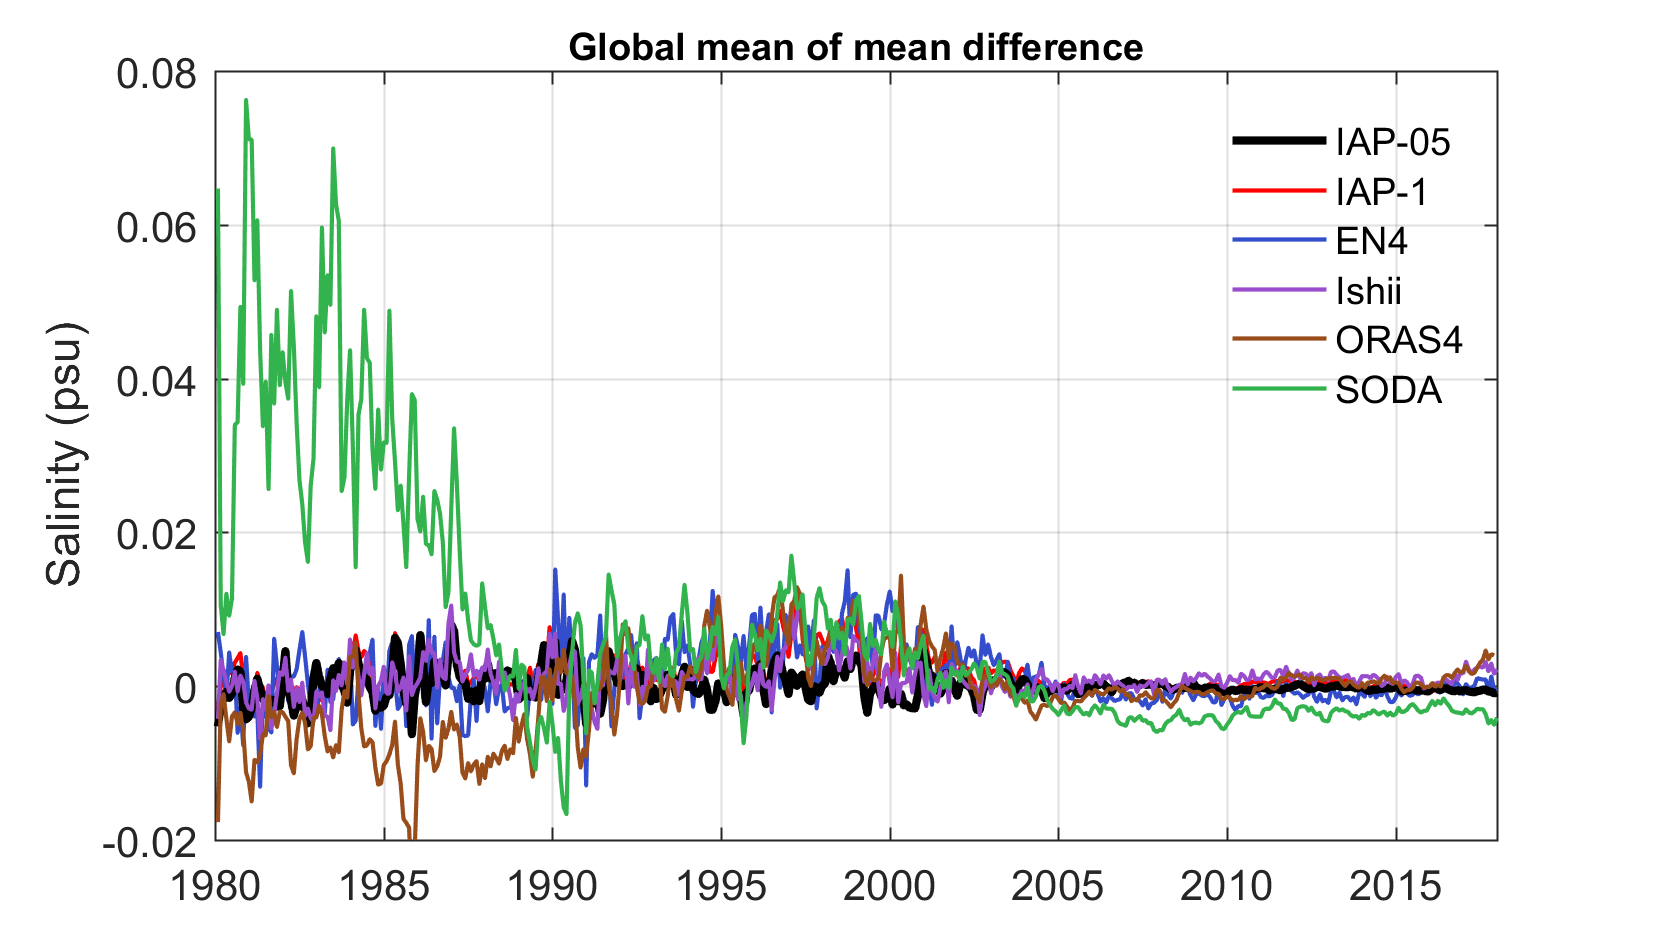 Global mean of mean difference
0.08
0.06
0.04
0.02
0
-0.02
Salinity (psu)
IAP-05
IAP-1
EN4
Ishii
ORAS4
SODA
1980 1985 1990 1995 2000 2005 2010 2015